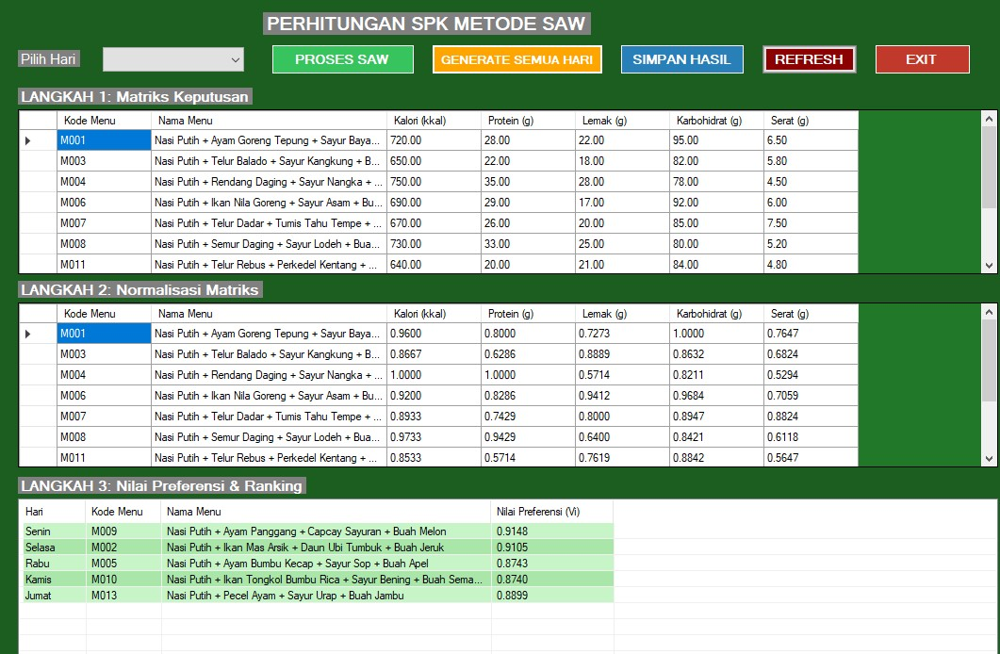 PERHITUNGAN SPK METODE SAW
Pilih Hari PROSES SAW GENERATE SEMUA HARI SIMPAN HASIL REFRESH EXIT
LANGKAH 1: Matriks Keputusan
Kode Menu Nama Menu Kalori (kkal) Protein (g) Lemak (g) Karbohidrat (g) Serat (g)
M001 Nasi Putih + Ayam Goreng Tepung + Sayur Baya... 720.00 28.00 22.00 95.00 6.50
M003 Nasi Putih + Telur Balado + Sayur Kangkung + B... 650.00 22.00 18.00 82.00 5.80
M004 Nasi Putih + Rendang Daging + Sayur Nangka + ... 750.00 35.00 28.00 78.00 4.50
M006 Nasi Putih + Ikan Nila Goreng + Sayur Asam + Bu... 690.00 29.00 17.00 92.00 6.00
M007 Nasi Putih + Telur Dadar + Tumis Tahu Tempe + ... 670.00 26.00 20.00 85.00 7.50
M008 Nasi Putih + Semur Daging + Sayur Lodeh + Bua... 730.00 33.00 25.00 80.00 5.20
M011 Nasi Putih + Telur Rebus + Perkedel Kentang + ... 640.00 20.00 21.00 84.00 4.80
LANGKAH 2: Normalisasi Matriks
Kode Menu Nama Menu Kalori (kkal) Protein (g) Lemak (g) Karbohidrat (g) Serat (g)
M001 Nasi Putih + Ayam Goreng Tepung + Sayur Baya... 0.9600 0.8000 0.7273 1.0000 0.7647
M003 Nasi Putih + Telur Balado + Sayur Kangkung + B... 0.8667 0.6286 0.8889 0.8632 0.6824
M004 Nasi Putih + Rendang Daging + Sayur Nangka + ... 1.0000 1.0000 0.5714 0.8211 0.5294
M006 Nasi Putih + Ikan Nila Goreng + Sayur Asam + Bu... 0.9200 0.8286 0.9412 0.9684 0.7059
M007 Nasi Putih + Telur Dadar + Tumis Tahu Tempe + ... 0.8933 0.7429 0.8000 0.8947 0.8824
M008 Nasi Putih + Semur Daging + Sayur Lodeh + Bua... 0.9733 0.9429 0.6400 0.8421 0.6118
M011 Nasi Putih + Telur Rebus + Perkedel Kentang + ... 0.8533 0.5714 0.7619 0.8842 0.5647
LANGKAH 3: Nilai Preferensi & Ranking
Hari Kode Menu Nama Menu Nilai Preferensi (Vi)
Senin M009 Nasi Putih + Ayam Panggang + Capcay Sayuran + Buah Melon 0.9148
Selasa M002 Nasi Putih + Ikan Mas Arsik + Daun Ubi Tumbuk + Buah Jeruk 0.9105
Rabu M005 Nasi Putih + Ayam Bumbu Kecap + Sayur Sop + Buah Apel 0.8743
Kamis M010 Nasi Putih + Ikan Tongkol Bumbu Rica + Sayur Bening + Buah Sema... 0.8740
Jumat M013 Nasi Putih + Pecel Ayam + Sayur Urap + Buah Jambu 0.8899